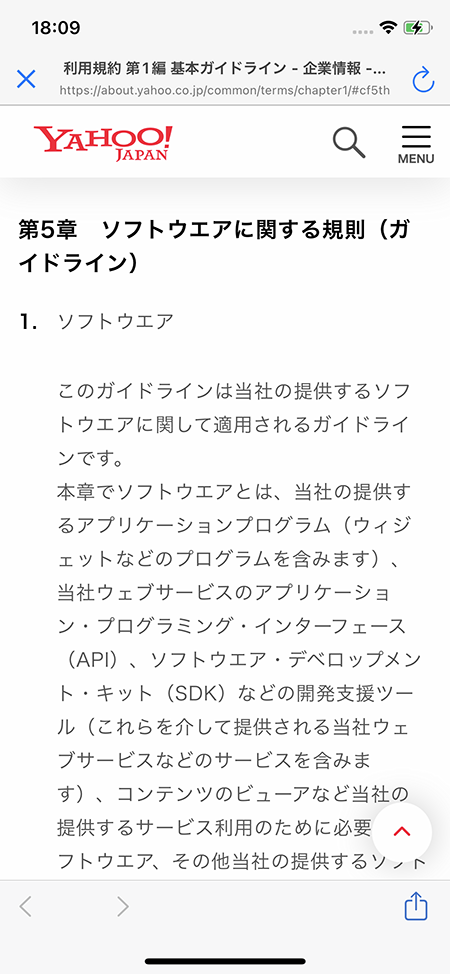 18:09
利用規約 第1編 基本ガイドライン - 企業情報 -...
https://about.yahoo.co.jp/common/terms/chapter1/#cf5th
YAHOO!
JAPAN
MENU
第5章　ソフトウエアに関する規則（ガ
イドライン）
1. ソフトウエア
このガイドラインは当社の提供するソフ
トウエアに関して適用されるガイドライ
ンです。
本章でソフトウエアとは、当社の提供す
るアプリケーションプログラム（ウィジ
ェットなどのプログラムを含みます）、
当社ウェブサービスのアプリケーショ
ン・プログラミング・インターフェース
（API）、ソフトウエア・デベロップメン
ト・キット（SDK）などの開発支援ツー
ル（これらを介して提供される当社ウェ
ブサービスなどのサービスを含みま
す）、コンテンツのビューアなど当社の
提供するサービス利用のために必要
フトウエア、その他当社の提供するソフト